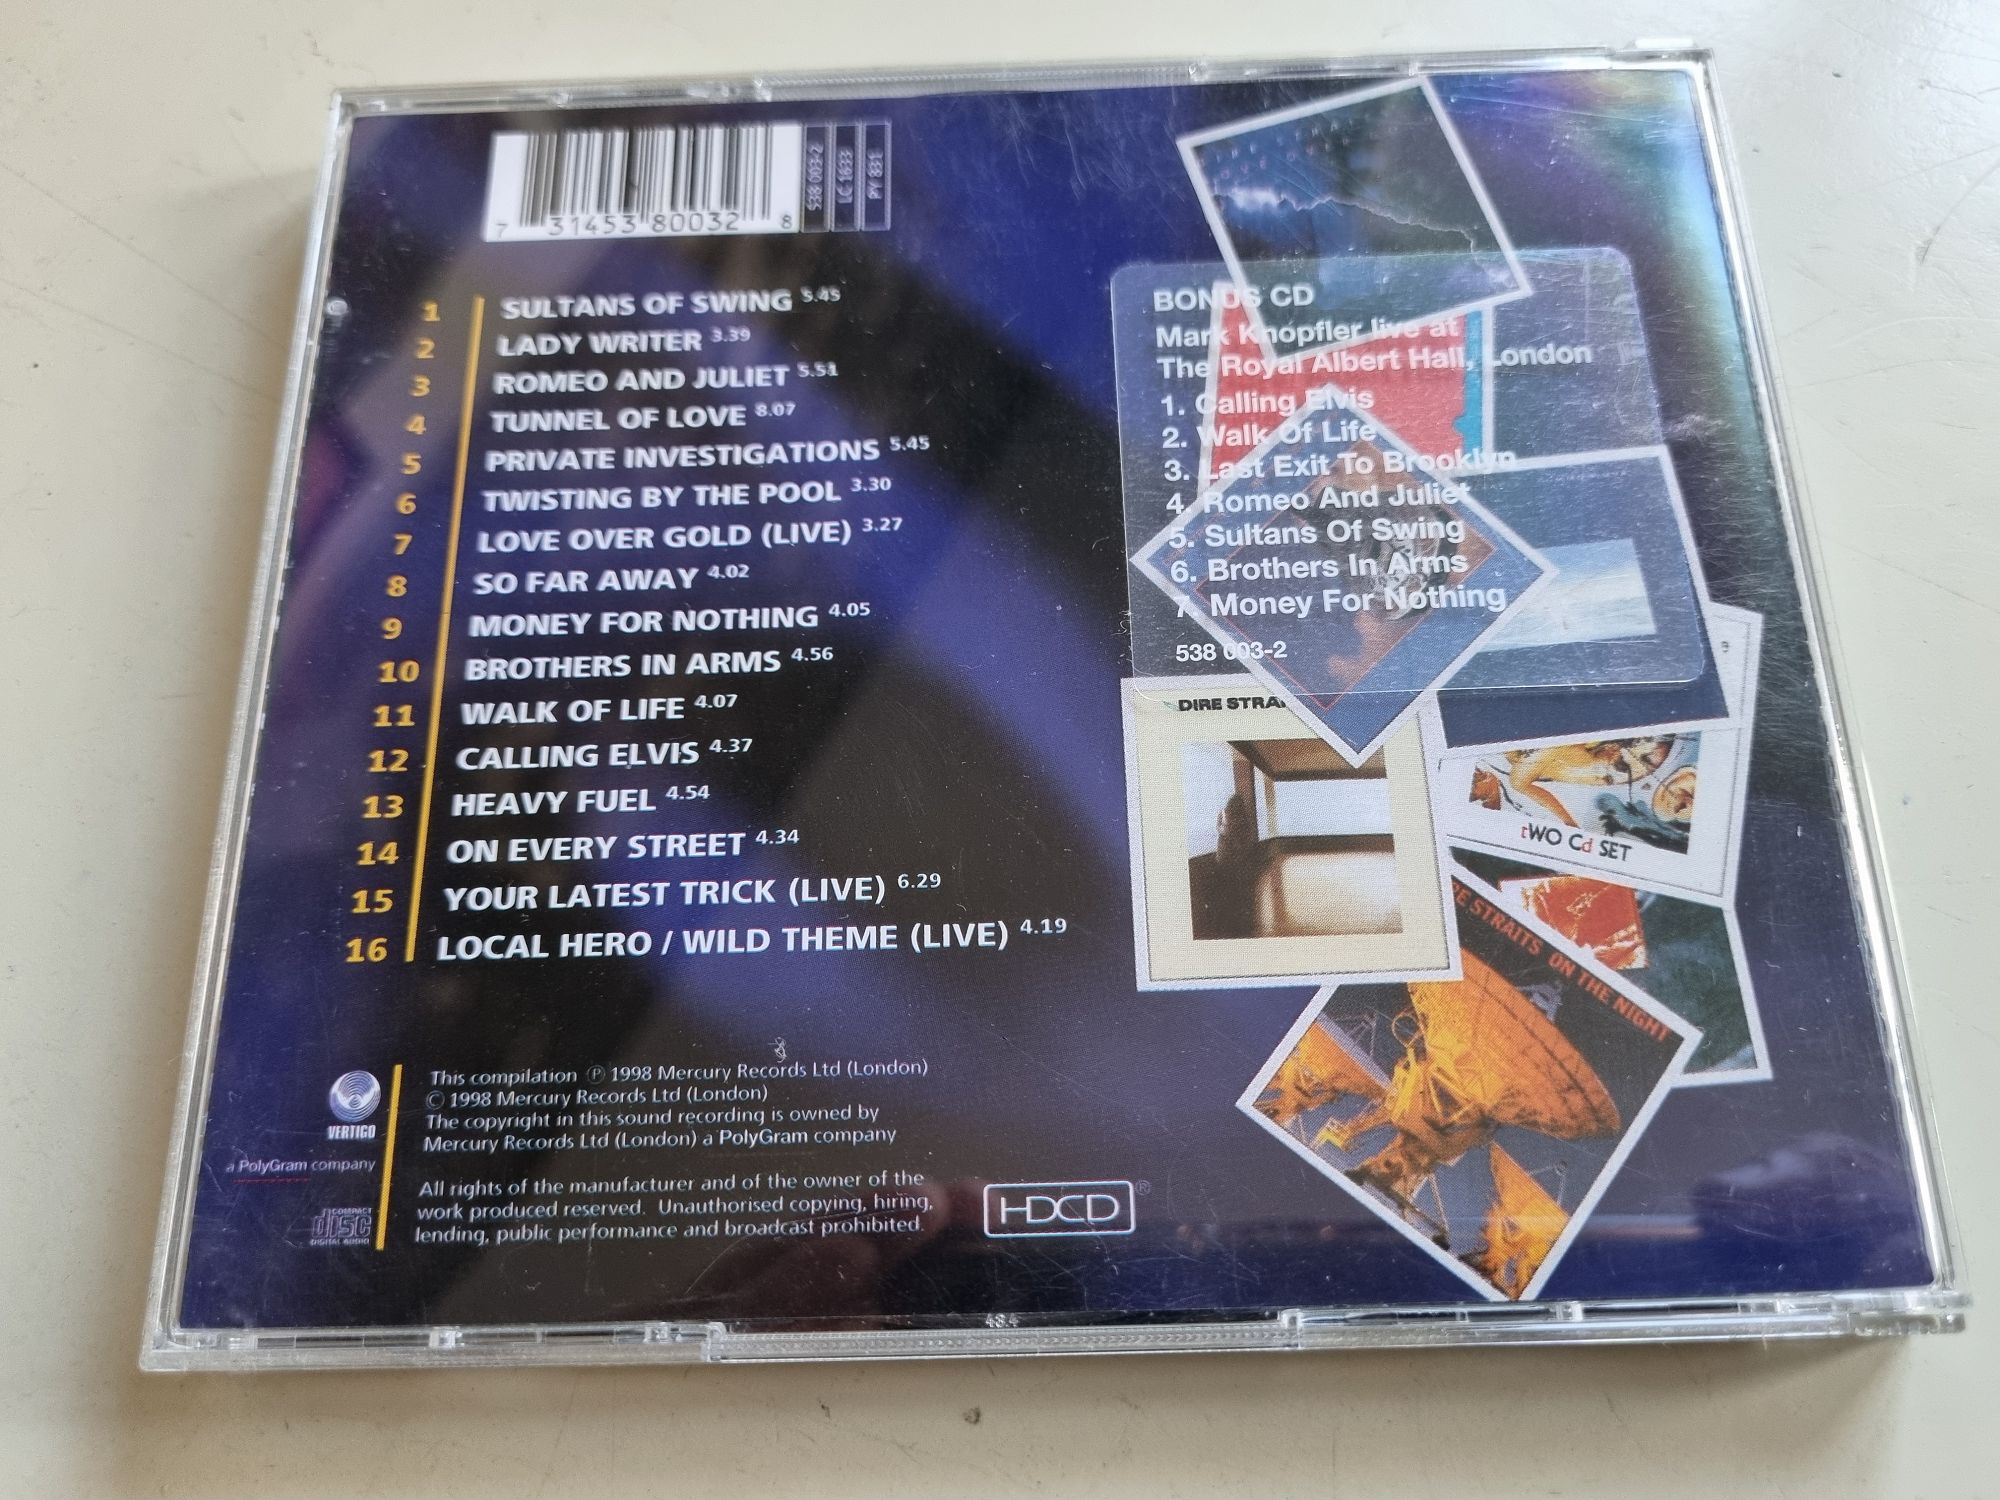 7 31453 80032 8
538 003-2
LC 1633
PY 831
1 SULTANS OF SWING 5.45
2 LADY WRITER 3.39
3 ROMEO AND JULIET 5.51
4 TUNNEL OF LOVE 8.07
5 PRIVATE INVESTIGATIONS 5.45
6 TWISTING BY THE POOL 3.30
7 LOVE OVER GOLD (LIVE) 3.27
8 SO FAR AWAY 4.02
9 MONEY FOR NOTHING 4.05
10 BROTHERS IN ARMS 4.56
11 WALK OF LIFE 4.07
12 CALLING ELVIS 4.37
13 HEAVY FUEL 4.54
14 ON EVERY STREET 4.34
15 YOUR LATEST TRICK (LIVE) 6.29
16 LOCAL HERO / WILD THEME (LIVE) 4.19
BONUS CD
Mark Knopfler live at
The Royal Albert Hall, London
1. Calling Elvis
2. Walk Of Life
3. Last Exit To Brooklyn
4. Romeo And Juliet
5. Sultans Of Swing
6. Brothers In Arms
7. Money For Nothing
538 003-2
DIRE STRAI
tWO Cd SET
RE STRAITS ON THE NIGHT
VERTIGO
a PolyGram company
COMPACT
disc
DIGITAL AUDIO
This compilation ℗ 1998 Mercury Records Ltd (London)
© 1998 Mercury Records Ltd (London)
The copyright in this sound recording is owned by
Mercury Records Ltd (London) a PolyGram company
All rights of the manufacturer and of the owner of the
work produced reserved. Unauthorised copying, hiring,
lending, public performance and broadcast prohibited.
HDCD®
48.4